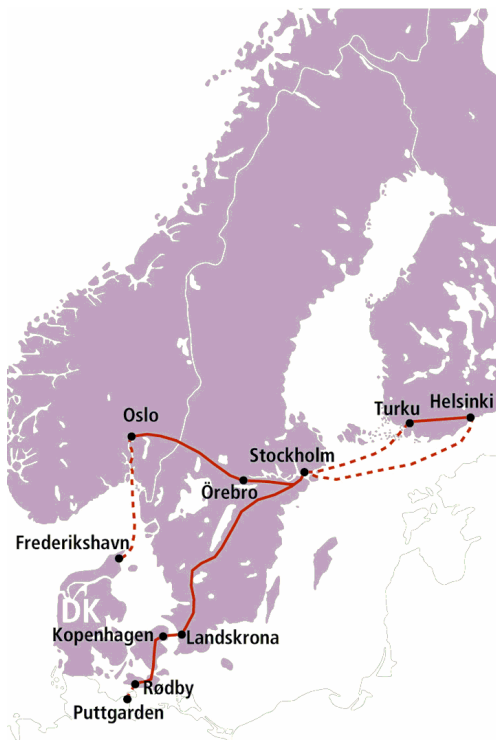 Oslo
Turku
Helsinki
Stockholm
Örebro
Frederikshavn
DK
Kopenhagen
Landskrona
Rødby
Puttgarden